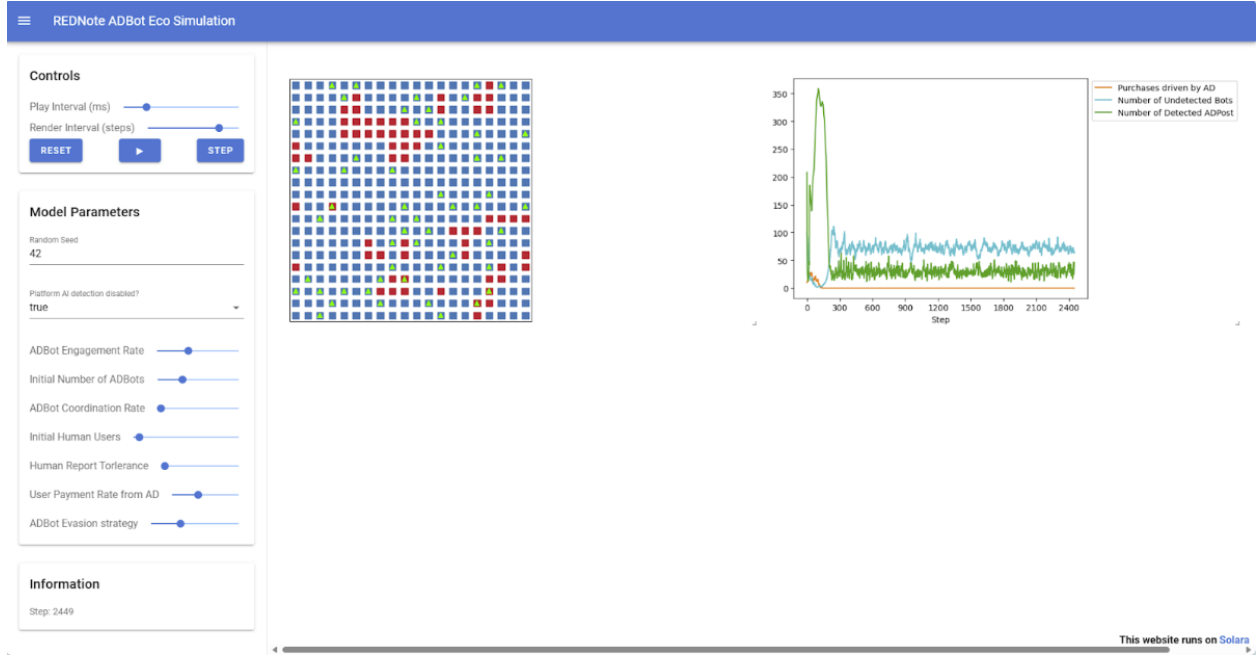 REDNote ADBot Eco Simulation
Controls
Play Interval (ms)
Render Interval (steps)
RESET
STEP
Model Parameters
Random Seed
42
Platform AI detection disabled?
true
ADBot Engagement Rate
Initial Number of ADBots
ADBot Coordination Rate
Initial Human Users
Human Report Torlerance
User Payment Rate from AD
ADBot Evasion strategy
Information
Step: 2449
350
300
250
200
150
100
50
0
0 300 600 900 1200 1500 1800 2100 2400
Step
Purchases driven by AD
Number of Undetected Bots
Number of Detected ADPost
This website runs on Solara